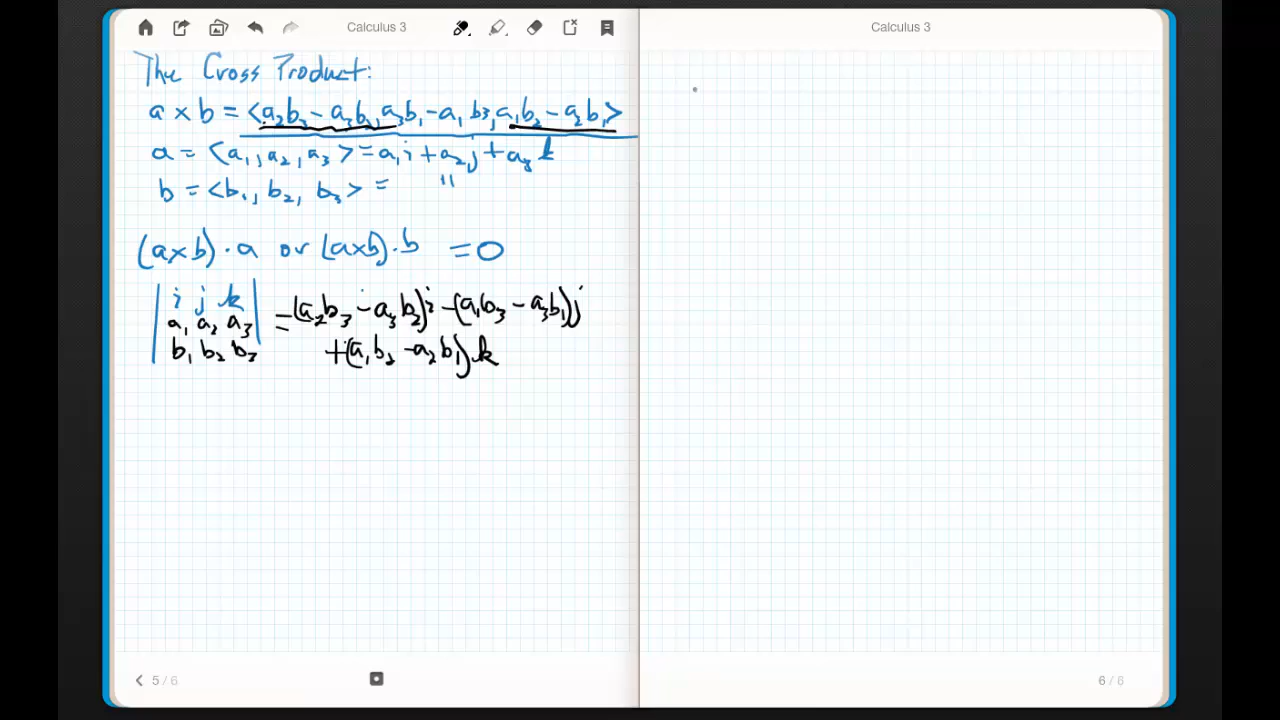 Calculus 3
The Cross Product:
a × b = <a₂b₃ - a₃b₂, a₃b₁ - a₁b₃, a₁b₂ - a₂b₁>
a = <a₁, a₂, a₃> = a₁i + a₂j + a₃k
b = <b₁, b₂, b₃> = "
(a×b)·a or (a×b)·b = 0
|i j k| = (a₂b₃ - a₃b₂)i - (a₁b₃ - a₃b₁)j
a₁ a₂ a₃
b₁ b₂ b₃ + (a₁b₂ - a₂b₁)k
5 / 6
Calculus 3
6 / 6